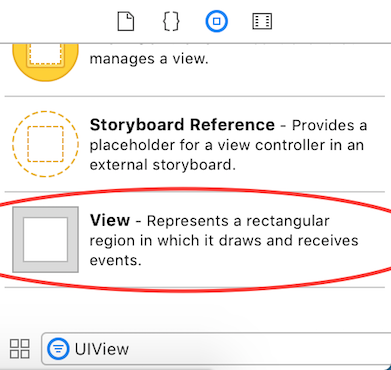 manages a view.
Storyboard Reference - Provides a
placeholder for a view controller in an
external storyboard.
View - Represents a rectangular
region in which it draws and receives
events.
UIView